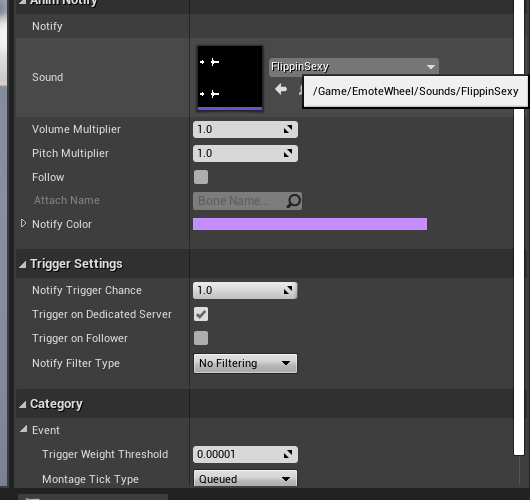 Anim Notify
Notify
Sound
FlippinSexy
/Game/EmoteWheel/Sounds/FlippinSexy
Volume Multiplier
1.0
Pitch Multiplier
1.0
Follow
Attach Name
Bone Name...
Notify Color
Trigger Settings
Notify Trigger Chance
1.0
Trigger on Dedicated Server
Trigger on Follower
Notify Filter Type
No Filtering
Category
Event
Trigger Weight Threshold
0.00001
Montage Tick Type
Queued